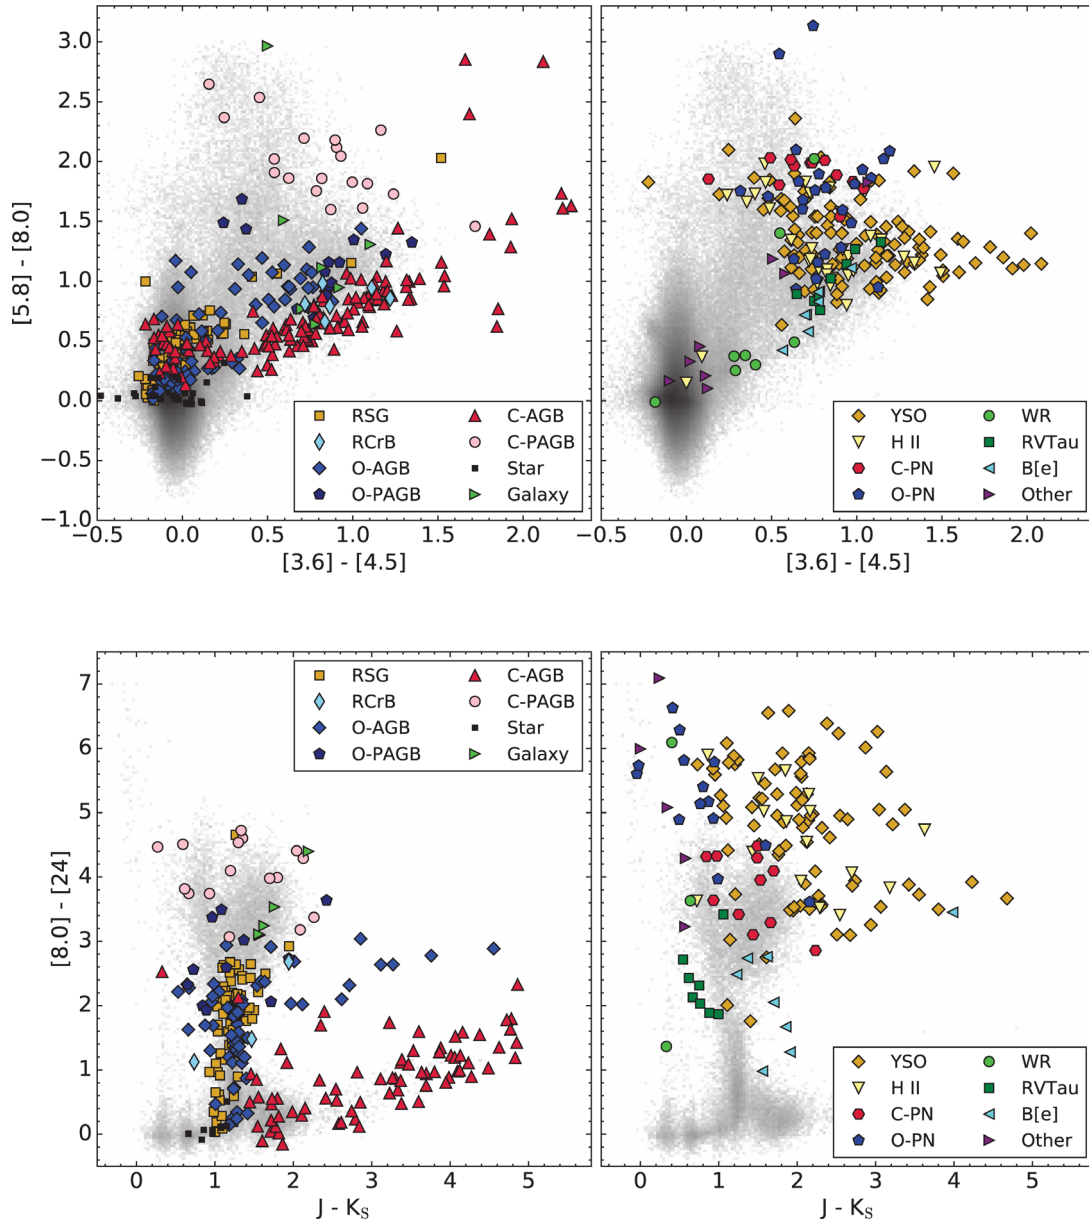 3.0
2.5
2.0
1.5
1.0
0.5
0.0
−0.5
−1.0
[5.8] - [8.0]
RSG
RCrB
O-AGB
O-PAGB
C-AGB
C-PAGB
Star
Galaxy
−0.5 0.0 0.5 1.0 1.5 2.0
[3.6] - [4.5]
YSO
H II
C-PN
O-PN
WR
RVTau
B[e]
Other
−0.5 0.0 0.5 1.0 1.5 2.0
[3.6] - [4.5]
7
6
5
4
3
2
1
0
[8.0] - [24]
RSG
RCrB
O-AGB
O-PAGB
C-AGB
C-PAGB
Star
Galaxy
0 1 2 3 4 5
J - K_S
YSO
H II
C-PN
O-PN
WR
RVTau
B[e]
Other
0 1 2 3 4 5
J - K_S